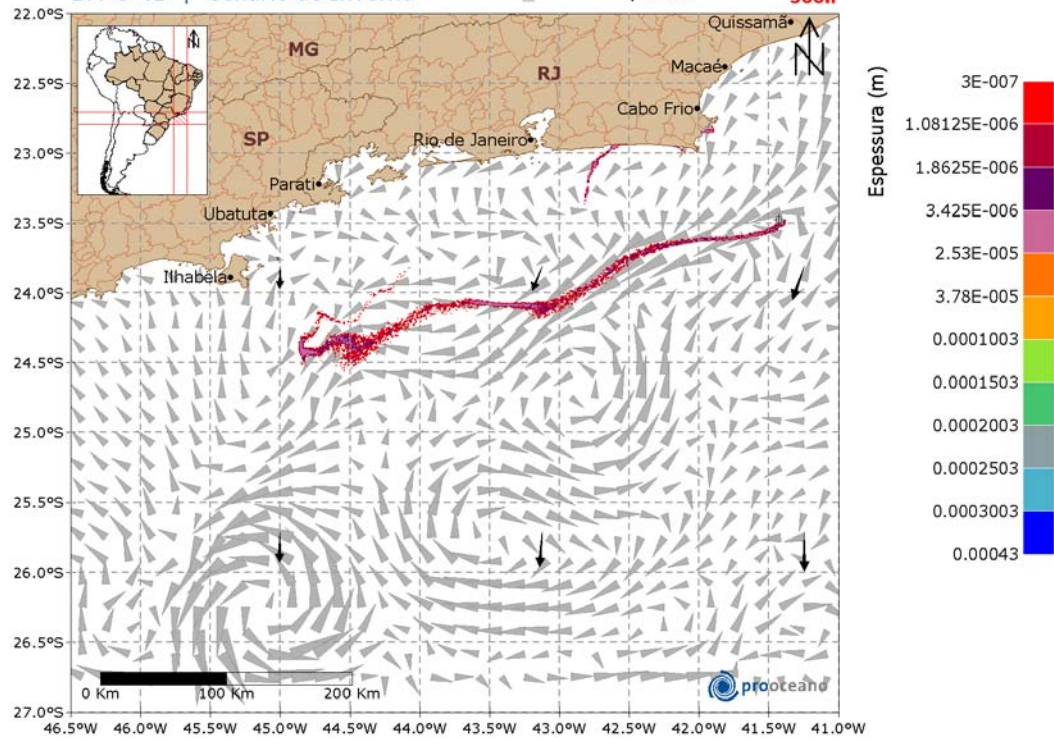 22.0°S
Quissamã
MG
N
N
22.5°S
RJ
Macaé
Cabo Frio
SP
Rio de Janeiro
23.0°S
Parati
23.5°S
Ubatuta
Ilhabela
24.0°S
24.5°S
25.0°S
25.5°S
26.0°S
26.5°S
0 Km
100 Km
200 Km
prooceano
27.0°S
46.5°W
46.0°W
45.5°W
45.0°W
44.5°W
44.0°W
43.5°W
43.0°W
42.5°W
42.0°W
41.5°W
41.0°W
Espessura (m)
3E-007
1.08125E-006
1.8625E-006
3.425E-006
2.53E-005
3.78E-005
0.0001003
0.0001503
0.0002003
0.0002503
0.0003003
0.00043